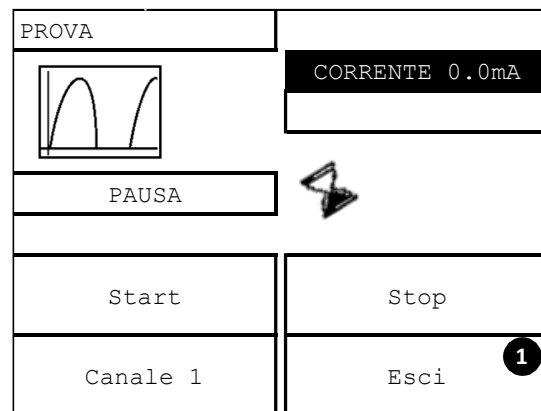 PROVA
CORRENTE 0.0mA
PAUSA
Start
Stop
Canale 1
Esci
1